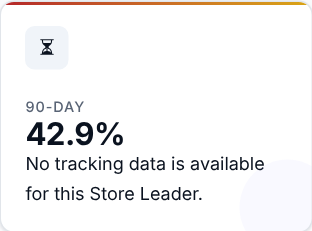 90-DAY
42.9%
No tracking data is available
for this Store Leader.